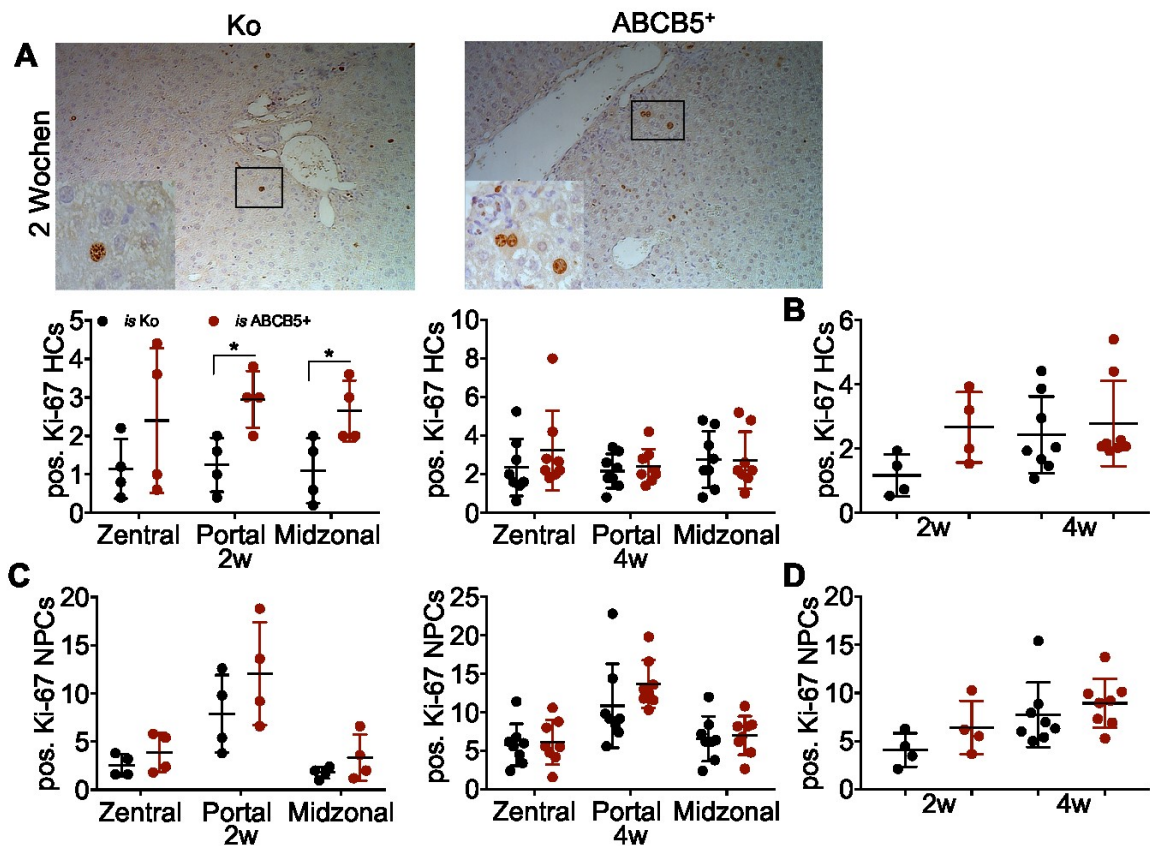 Ko
ABCB5⁺
A
2 Wochen
pos. Ki-67 HCs
5
4
3
2
1
0
is Ko
is ABCB5+
*
*
Zentral
Portal
Midzonal
2w
pos. Ki-67 HCs
10
8
6
4
2
0
Zentral
Portal
Midzonal
4w
B
pos. Ki-67 HCs
6
4
2
0
2w
4w
C
pos. Ki-67 NPCs
20
15
10
5
0
Zentral
Portal
Midzonal
2w
pos. Ki-67 NPCs
25
20
15
10
5
0
Zentral
Portal
Midzonal
4w
D
pos. Ki-67 NPCs
20
15
10
5
0
2w
4w